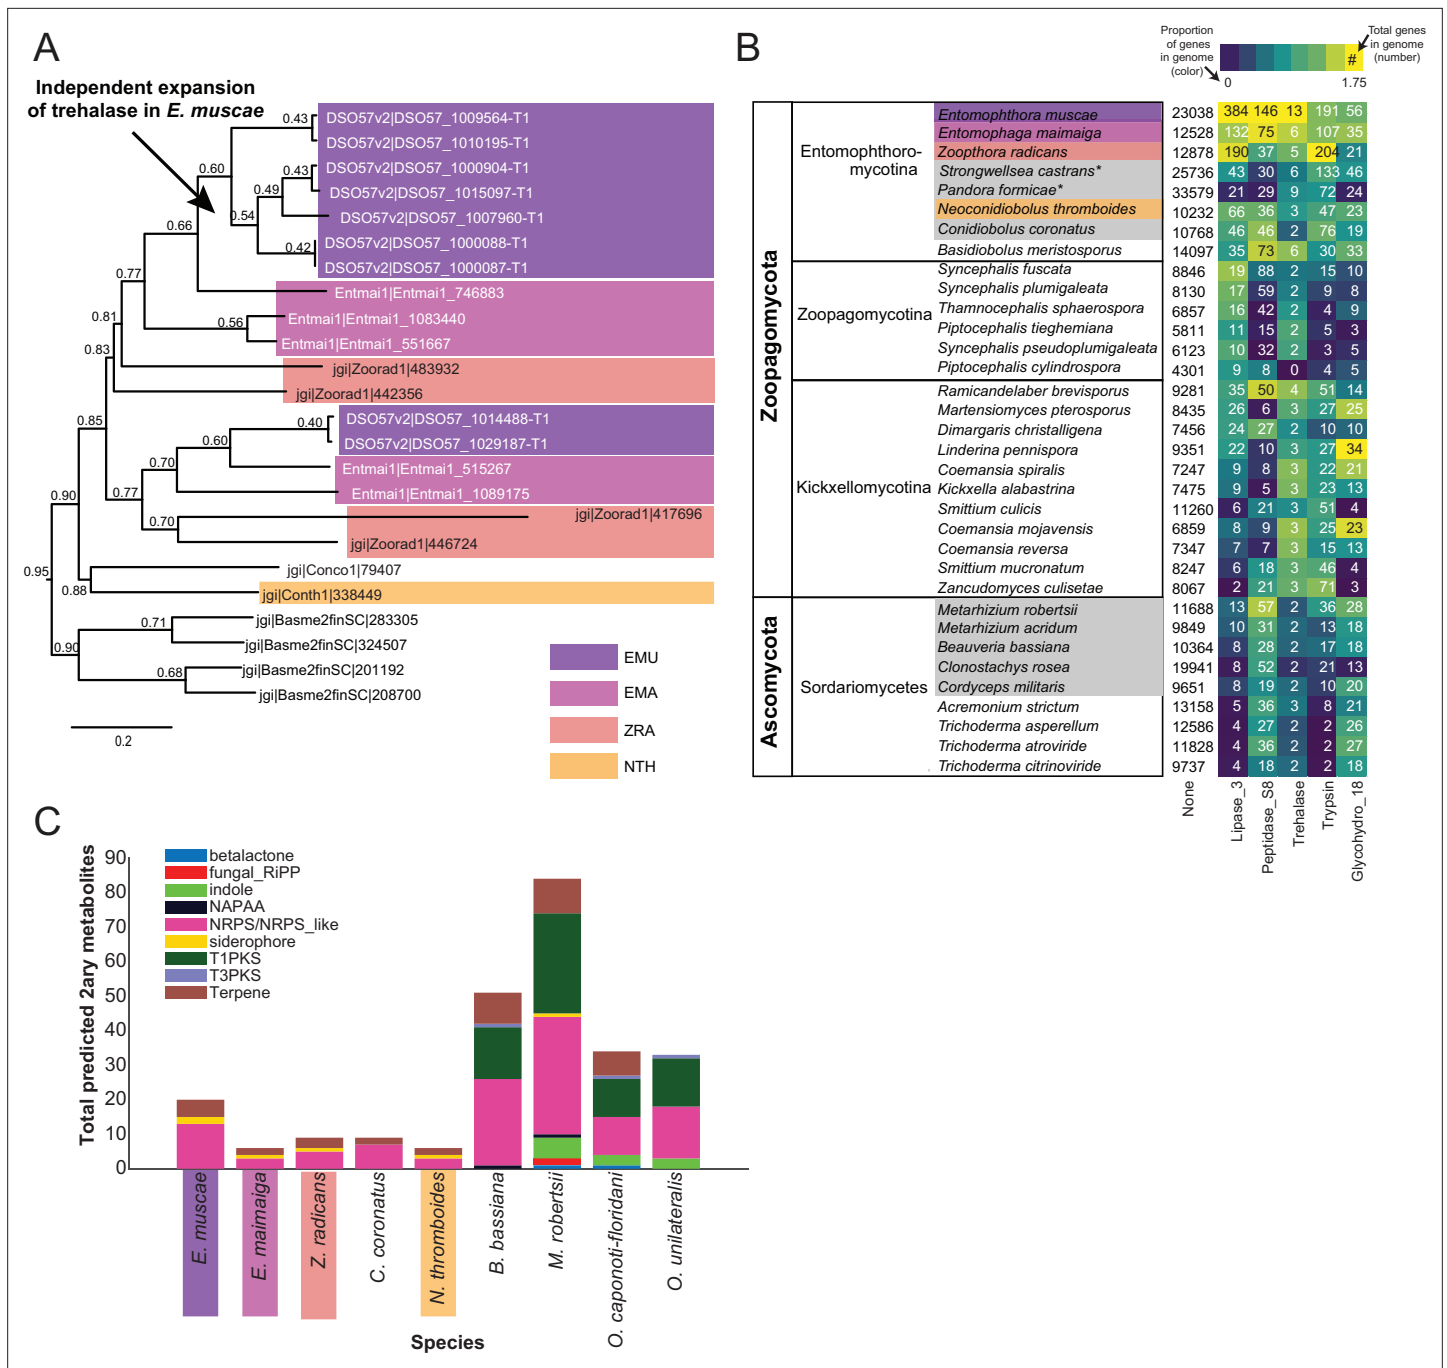 A
Independent expansion
of trehalase in E. muscae
0.43
DSO57v2|DSO57_1009564-T1
DSO57v2|DSO57_1010195-T1
0.60
0.43
DSO57v2|DSO57_1000904-T1
0.49
DSO57v2|DSO57_1015097-T1
0.54
DSO57v2|DSO57_1007960-T1
0.66
0.42
DSO57v2|DSO57_1000088-T1
DSO57v2|DSO57_1000087-T1
0.77
Entmai1|Entmai1_746883
0.81
0.56
Entmai1|Entmai1_1083440
Entmai1|Entmai1_551667
0.83
jgi|Zoorad1|483932
jgi|Zoorad1|442356
0.85
0.40
DSO57v2|DSO57_1014488-T1
0.60
DSO57v2|DSO57_1029187-T1
0.70
Entmai1|Entmai1_515267
0.77
Entmai1|Entmai1_1089175
0.90
0.70
jgi|Zoorad1|417696
jgi|Zoorad1|446724
0.95
jgi|Conco1|79407
0.88
jgi|Conth1|338449
0.71
jgi|Basme2finSC|283305
0.90
jgi|Basme2finSC|324507
0.68
jgi|Basme2finSC|201192
jgi|Basme2finSC|208700
0.2
EMU
EMA
ZRA
NTH
B
Proportion
of genes
in genome
(color)
#
Total genes
in genome
(number)
0 1.75
Zoopagomycota
Entomophthoro-
mycotina
Entomophthora muscae 23038 384 146 13 191 56
Entomophaga maimaiga 12528 132 75 6 107 35
Zoopthora radicans 12878 190 37 5 204 21
Strongwellsea castrans* 25736 43 30 6 133 46
Pandora formicae* 33579 21 29 9 72 24
Neoconidiobolus thromboides 10232 66 36 3 47 23
Conidiobolus coronatus 10768 46 46 2 76 19
Basidiobolus meristosporus 14097 35 73 6 30 33
Zoopagomycotina
Syncephalis fuscata 8846 19 88 2 15 10
Syncephalis plumigaleata 8130 17 59 2 9 8
Thamnocephalis sphaerospora 6857 16 42 2 4 9
Piptocephalis tieghemiana 5811 11 15 2 5 3
Syncephalis pseudoplumigaleata 6123 10 32 2 3 5
Piptocephalis cylindrospora 4301 9 8 0 4 5
Kickxellomycotina
Ramicandelaber brevisporus 9281 35 50 4 51 14
Martensiomyces pterosporus 8435 26 6 3 27 25
Dimargaris christalligena 7456 24 27 2 10 10
Linderina pennispora 9351 22 10 3 27 34
Coemansia spiralis 7247 9 8 3 22 21
Kickxella alabastrina 7475 9 5 3 23 13
Smittium culicis 11260 6 21 3 51 4
Coemansia mojavensis 6859 8 9 3 25 23
Coemansia reversa 7347 7 7 3 15 13
Smittium mucronatum 8247 6 18 3 46 4
Zancudomyces culisetae 8067 2 21 3 71 3
Ascomycota
Sordariomycetes
Metarhizium robertsii 11688 13 57 2 36 28
Metarhizium acridum 9849 10 31 2 13 18
Beauveria bassiana 10364 8 28 2 17 18
Clonostachys rosea 19941 8 52 2 21 13
Cordyceps militaris 9651 8 19 2 10 20
Acremonium strictum 13158 5 36 3 8 21
Trichoderma asperellum 12586 4 27 2 2 26
Trichoderma atroviride 11828 4 36 2 2 27
Trichoderma citrinoviride 9737 4 18 2 2 18
None
Lipase_3
Peptidase_S8
Trehalase
Trypsin
Glycohydro_18
C
Total predicted 2ary metabolites
90
80
70
60
50
40
30
20
10
0
betalactone
fungal_RiPP
indole
NAPAA
NRPS/NRPS_like
siderophore
T1PKS
T3PKS
Terpene
E. muscae
E. maimaiga
Z. radicans
C. coronatus
N. thromboides
B. bassiana
M. robertsii
O. caponoti-floridani
O. unilateralis
Species